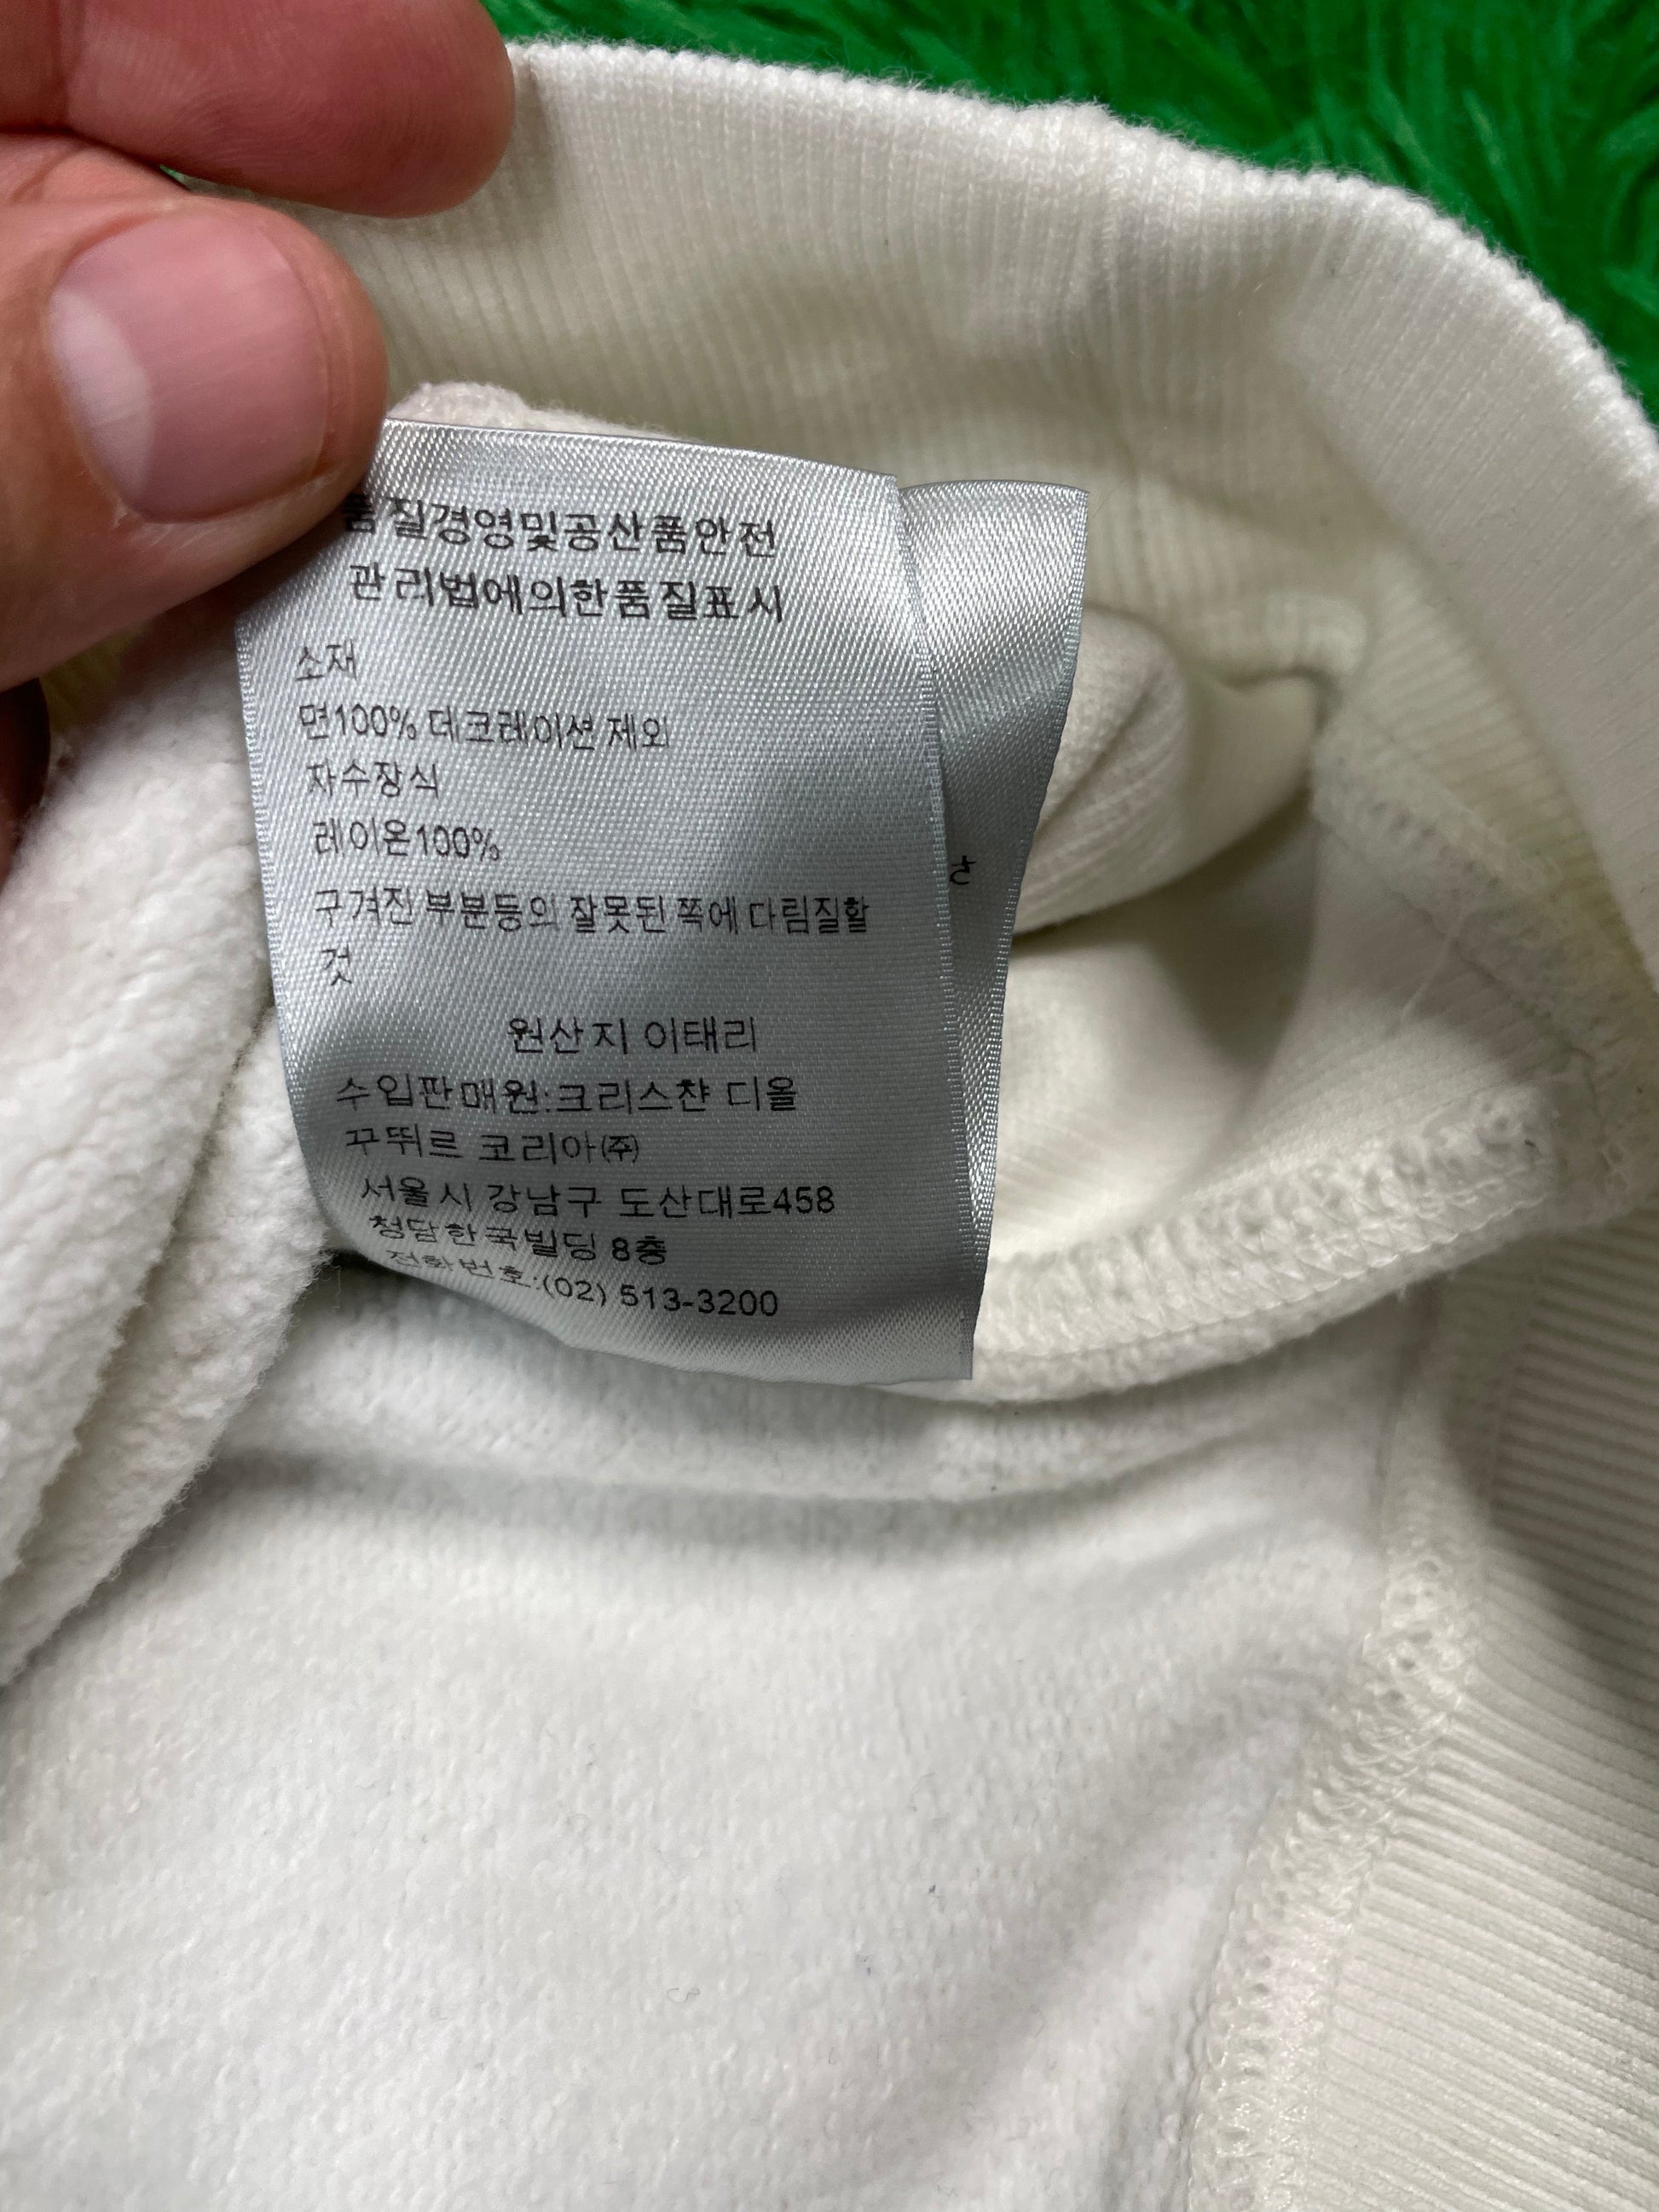 품질경영및공산품안전
관리법에의한품질표시
소재
면100% 데코레이션 제외
자수장식
레이온100%
구겨진 부분등의 잘못된 쪽에 다림질할
것
원산지 이태리
수입판매원:크리스챤 디올
꾸뛰르 코리아㈜
서울시 강남구 도산대로458
청담한국빌딩 8층
전화번호:(02) 513-3200